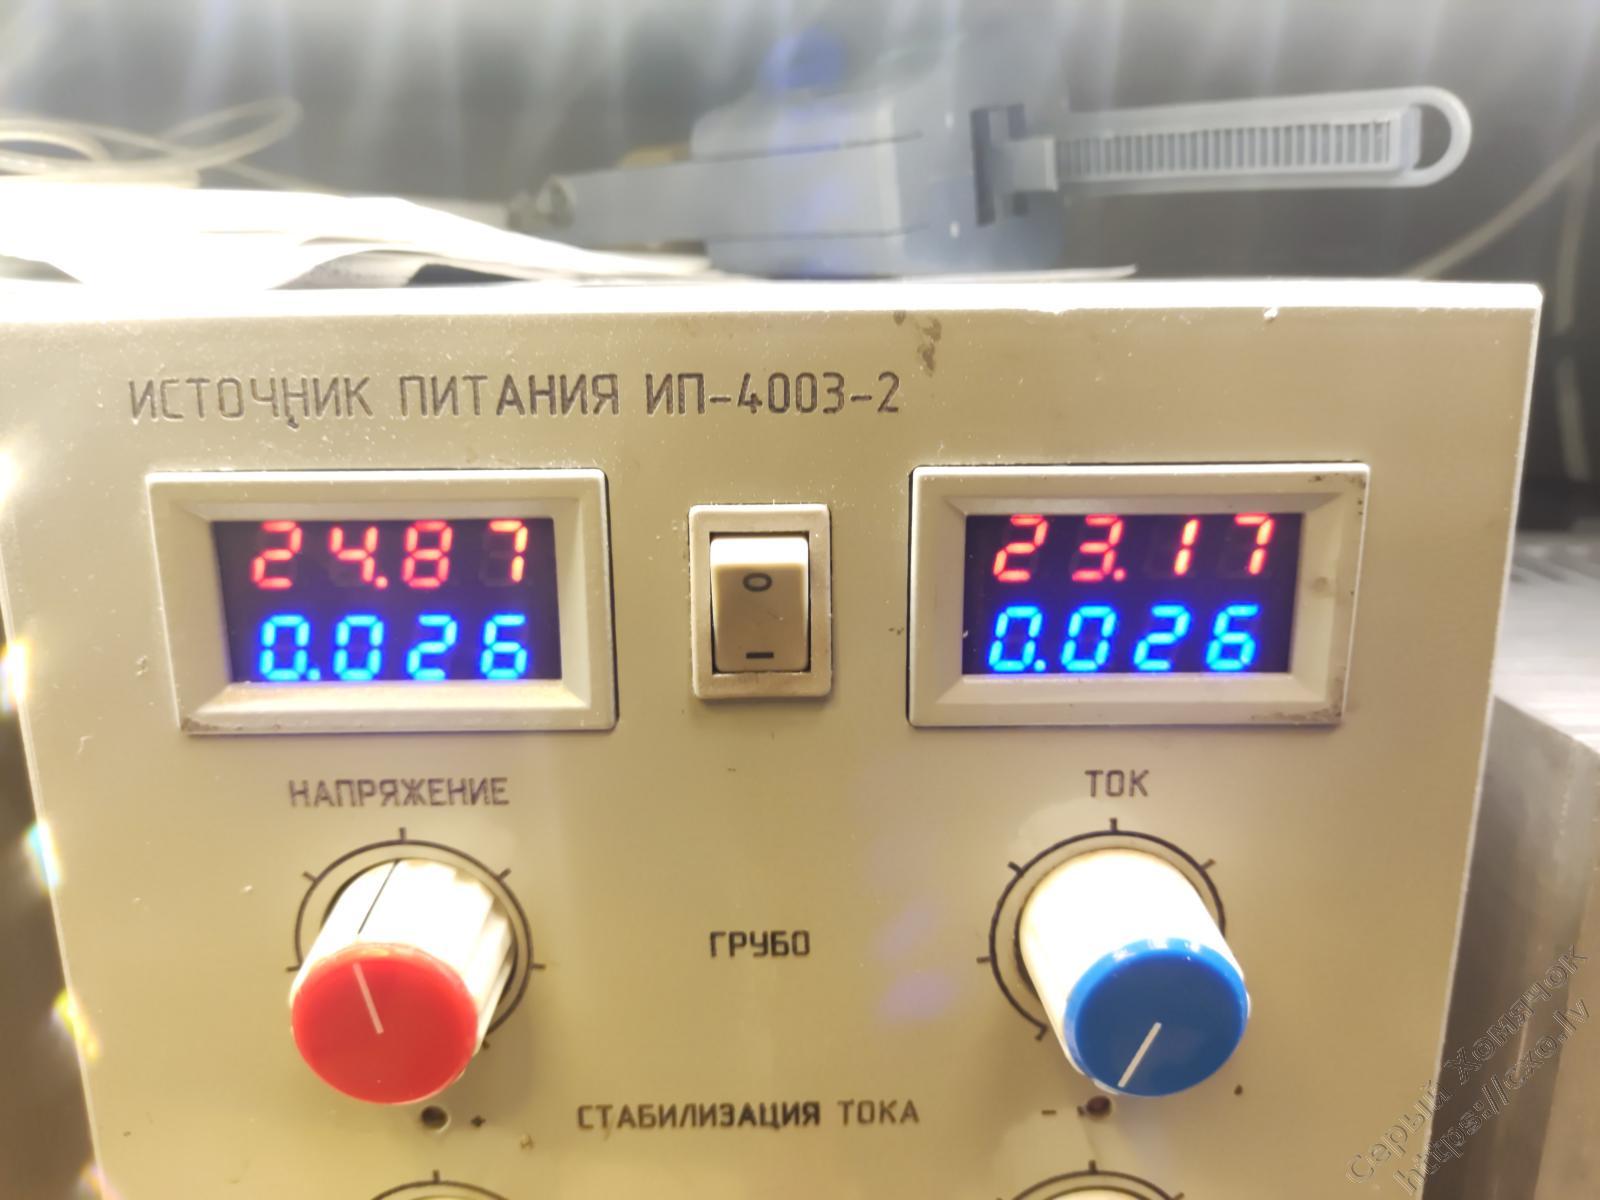 ИСТОЧНИК ПИТАНИЯ ИП-4003-2
24.87
0.026
O
I
23.17
0.026
НАПРЯЖЕНИЕ
ТОК
ГРУБО
+
СТАБИЛИЗАЦИЯ ТОКА
-
Серый Хомячок
https://cxo.lv